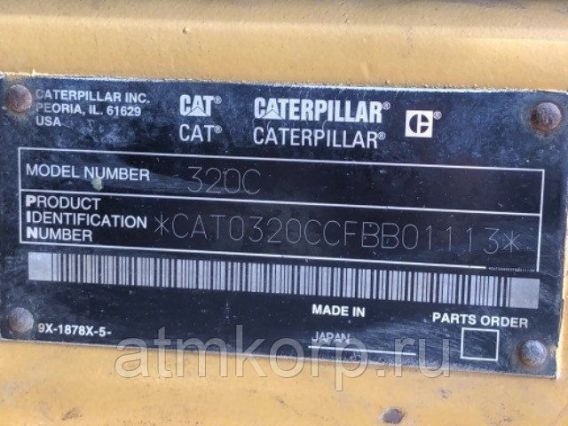 CATERPILLAR INC.
PEORIA, IL. 61629
USA
CAT® CATERPILLAR®
CAT® CATERPILLAR®
MODEL NUMBER 320C
PRODUCT
IDENTIFICATION
NUMBER *CAT0320CCFBB01113*
MADE IN
JAPAN
PARTS ORDER
9X-1878X-5-
atmkorp.ru